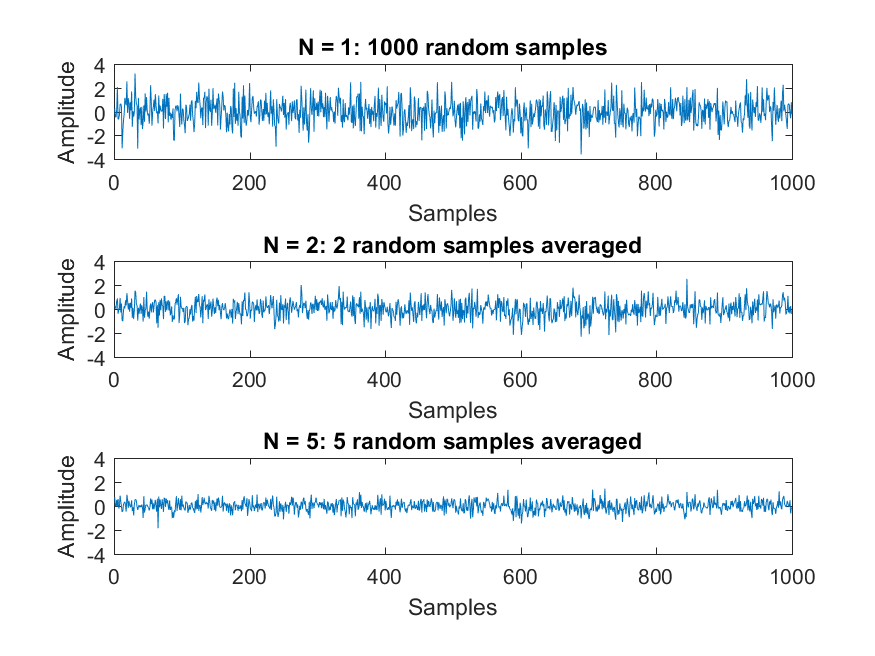 N = 1: 1000 random samples
4
2
0
-2
-4
Amplitude
0 200 400 600 800 1000
Samples
N = 2: 2 random samples averaged
4
2
0
-2
-4
Amplitude
0 200 400 600 800 1000
Samples
N = 5: 5 random samples averaged
4
2
0
-2
-4
Amplitude
0 200 400 600 800 1000
Samples